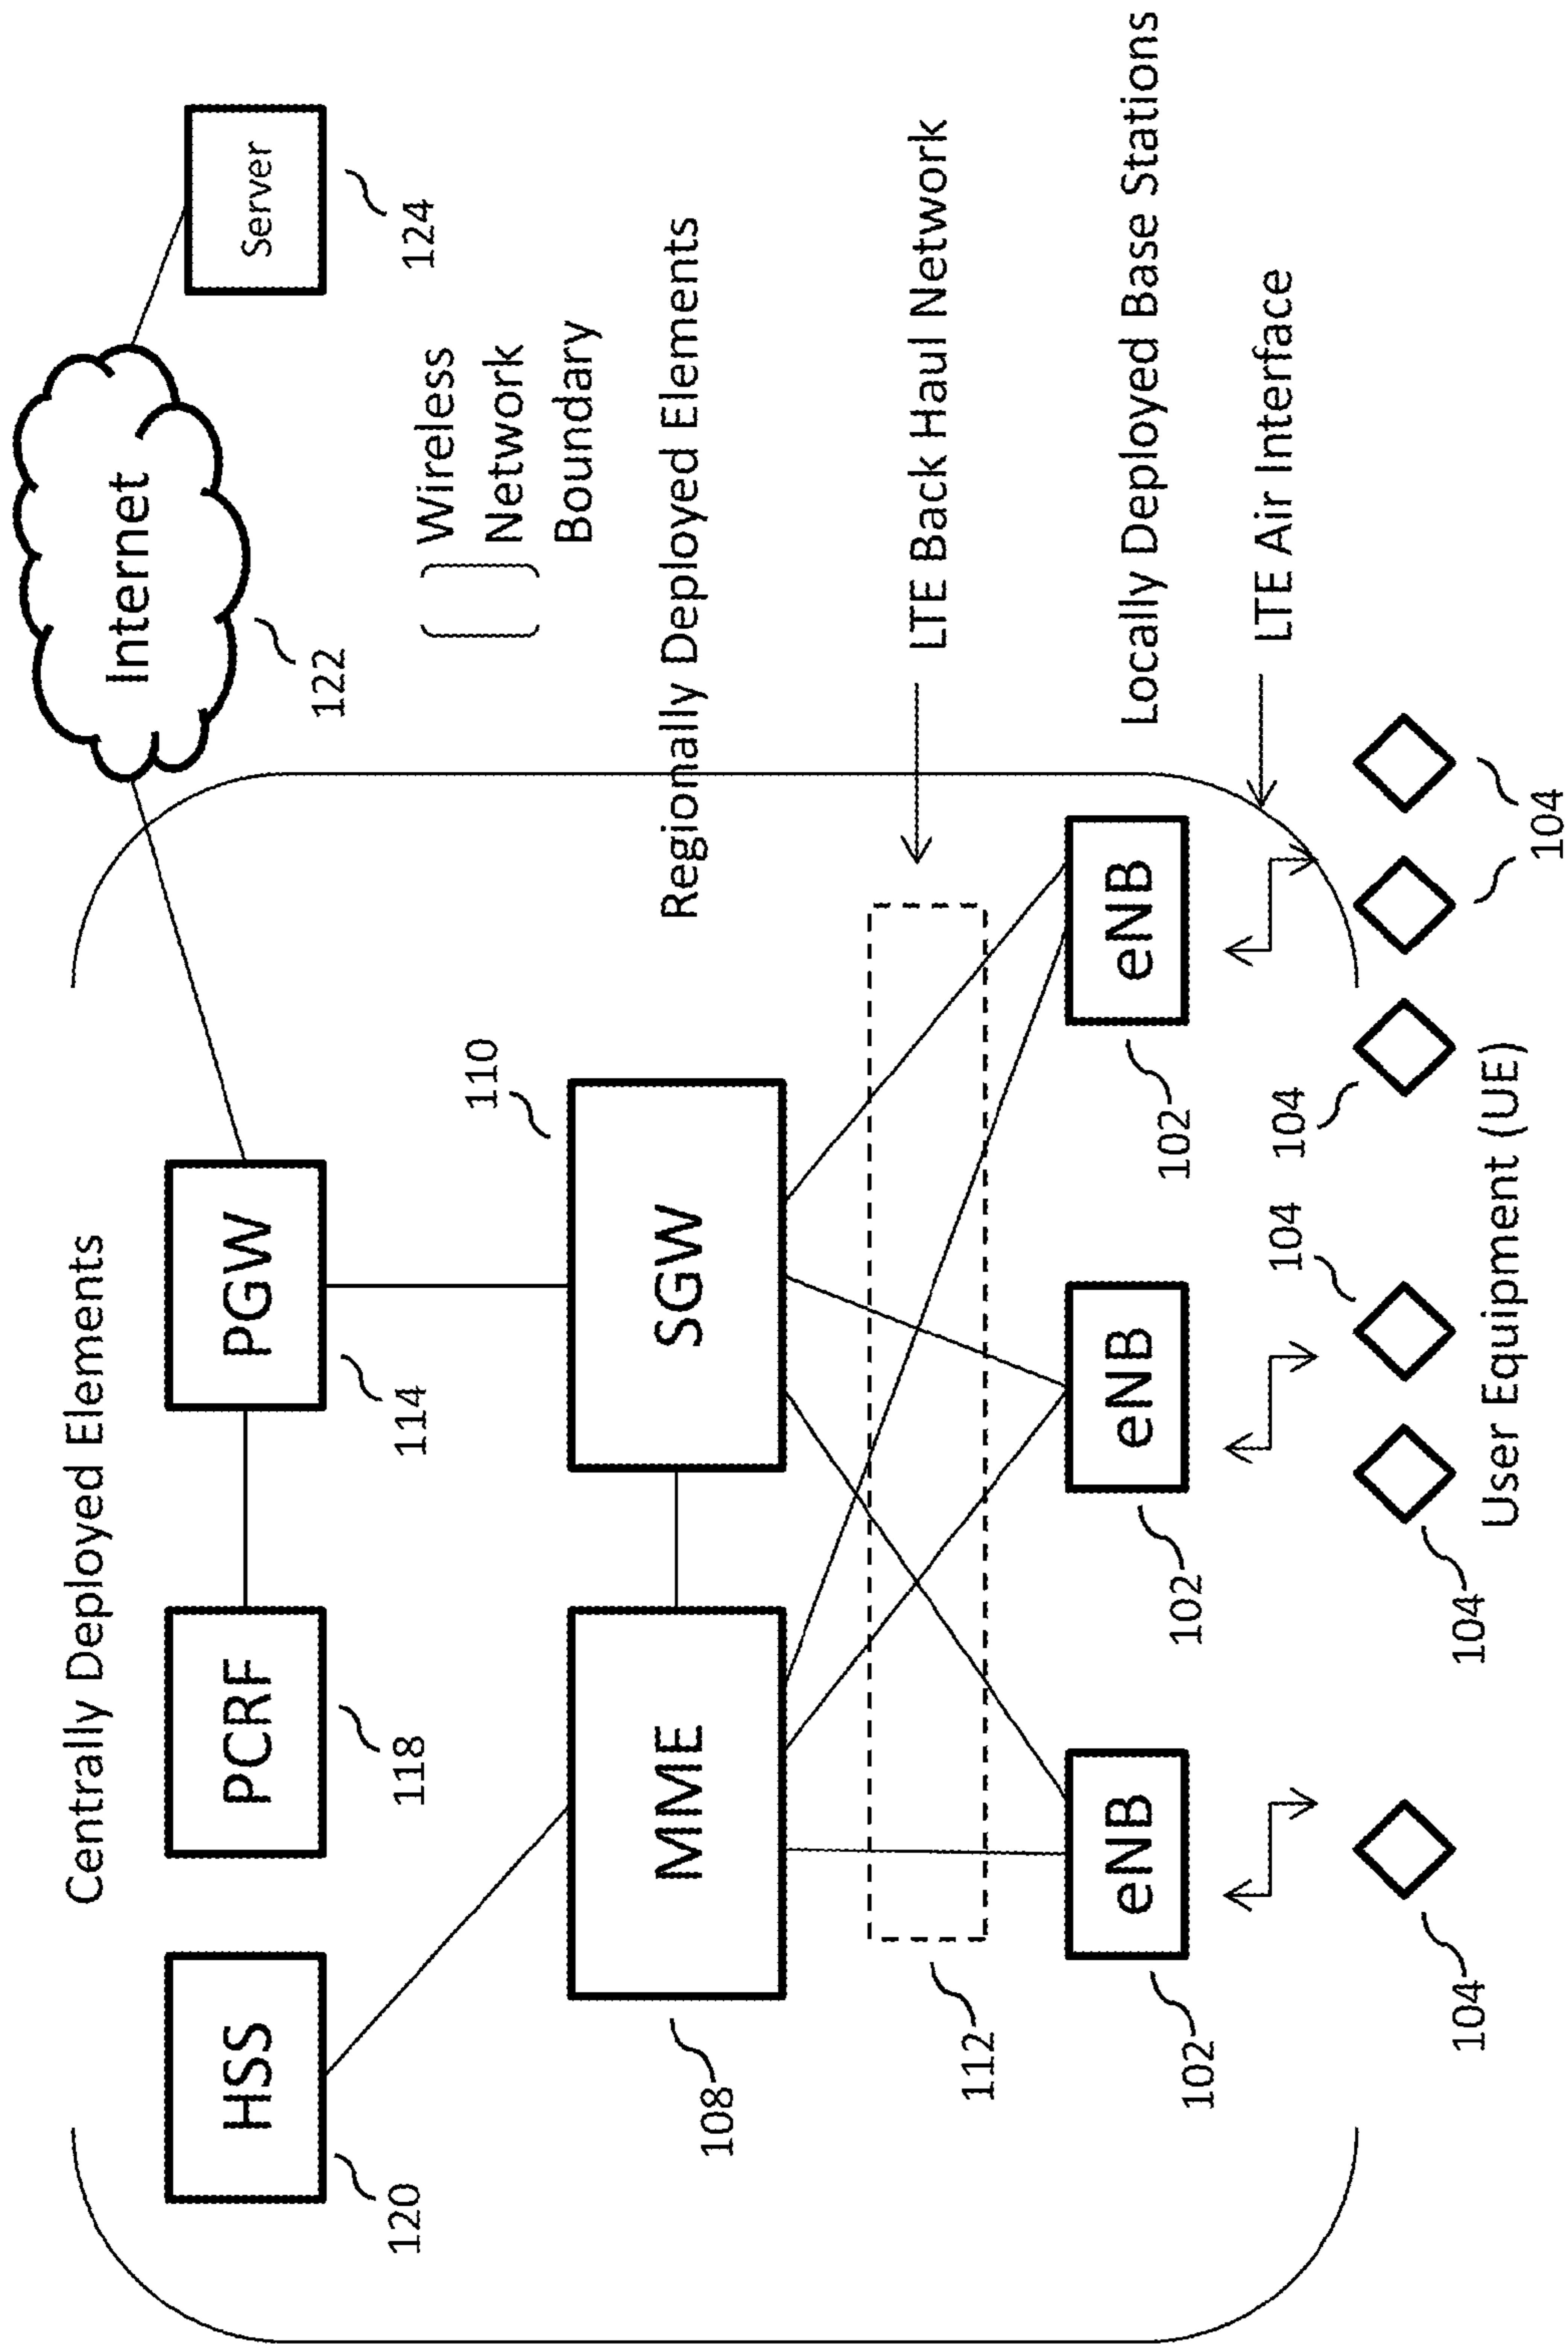 Centrally Deployed Elements
Internet
122
Server
124
HSS
120
PCRF
118
PGW
114
Wireless
Network
Boundary
110
Regionally Deployed Elements
MME
108
SGW
LTE Back Haul Network
112
Locally Deployed Base Stations
eNB
eNB
eNB
102
102
102
LTE Air Interface
104
104
104
104
104
User Equipment (UE)